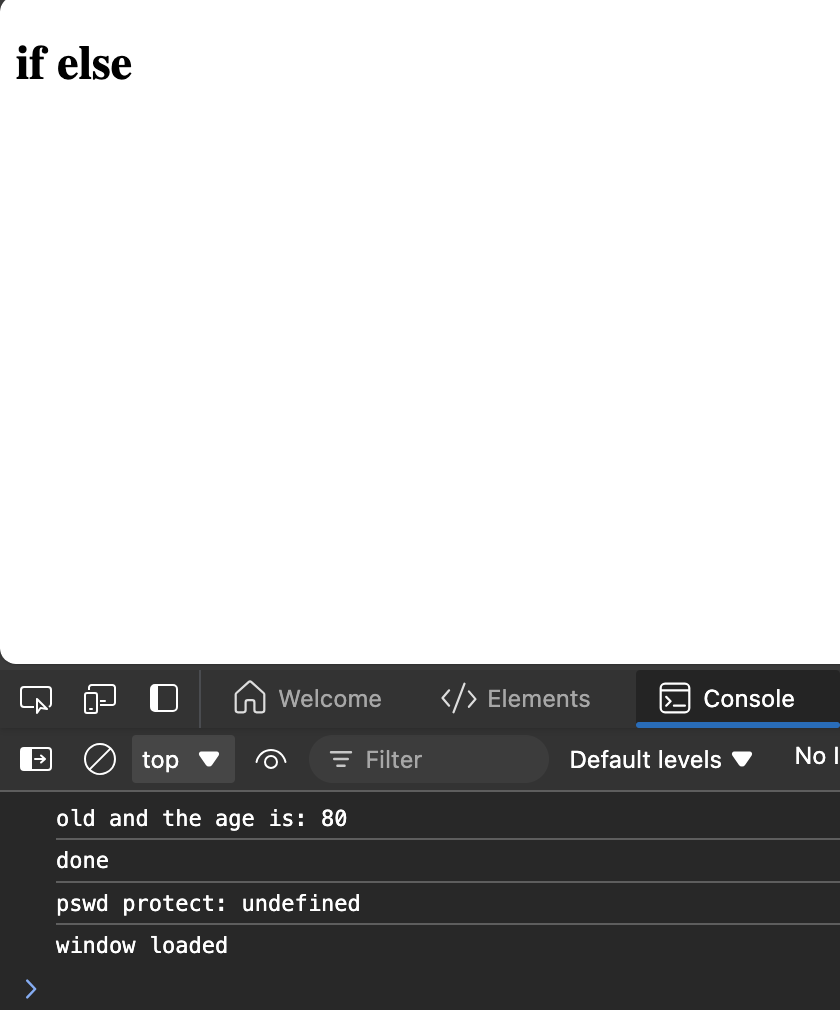 if else
Welcome
Elements
Console
top
Filter
Default levels
No
old and the age is: 80
done
pswd protect: undefined
window loaded